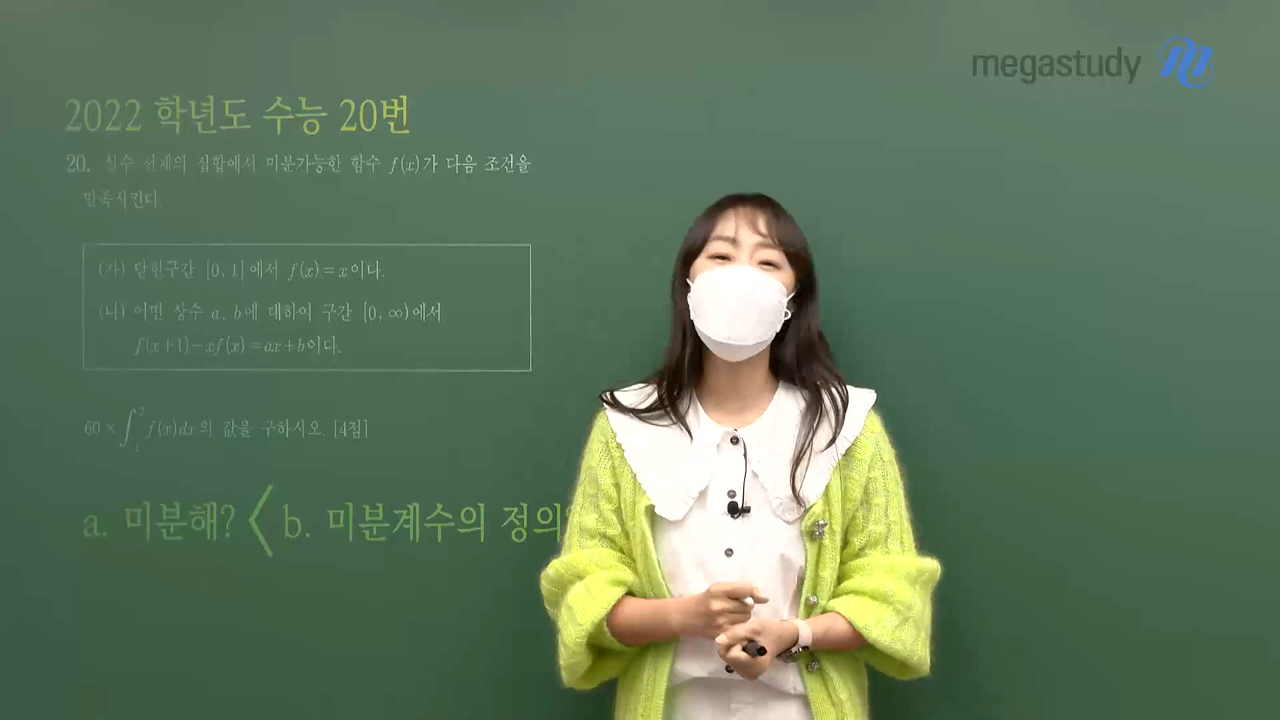 megastudy
2022 학년도 수능 20번
20. 실수 전체의 집합에서 미분가능한 함수 f(x)가 다음 조건을
만족시킨다.
(가) 닫힌구간 [0, 1]에서 f(x)=x이다.
(나) 어떤 상수 a, b에 대하여 구간 [0, ∞)에서
f(x+1)-xf(x)=ax+b이다.
60×∫₁²f(x)dx의 값을 구하시오. [4점]
a. 미분해? < b. 미분계수의 정의